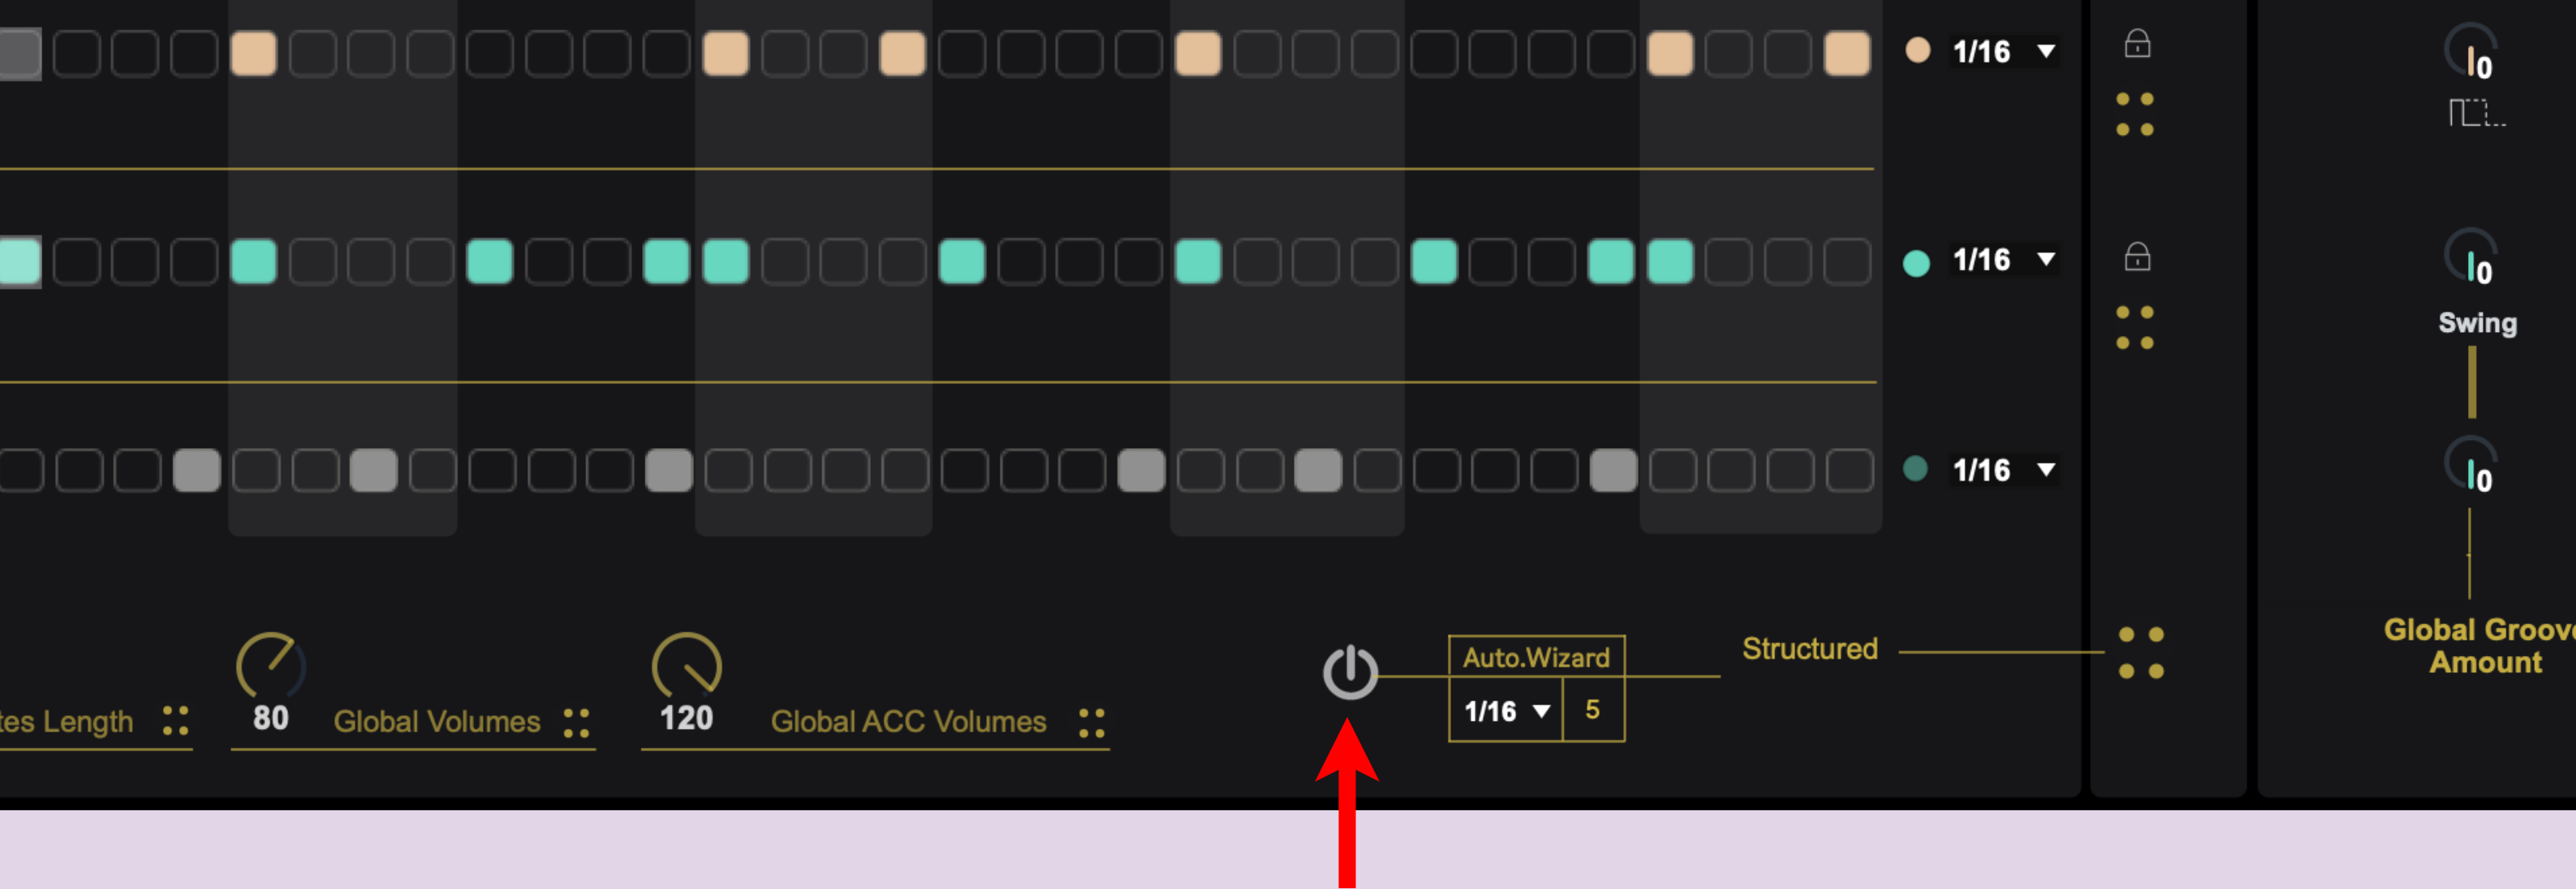 1/16
0
1/16
0
Swing
1/16
0
Global Groove
Amount
Structured
Auto.Wizard
1/16
5
tes Length
80
Global Volumes
120
Global ACC Volumes